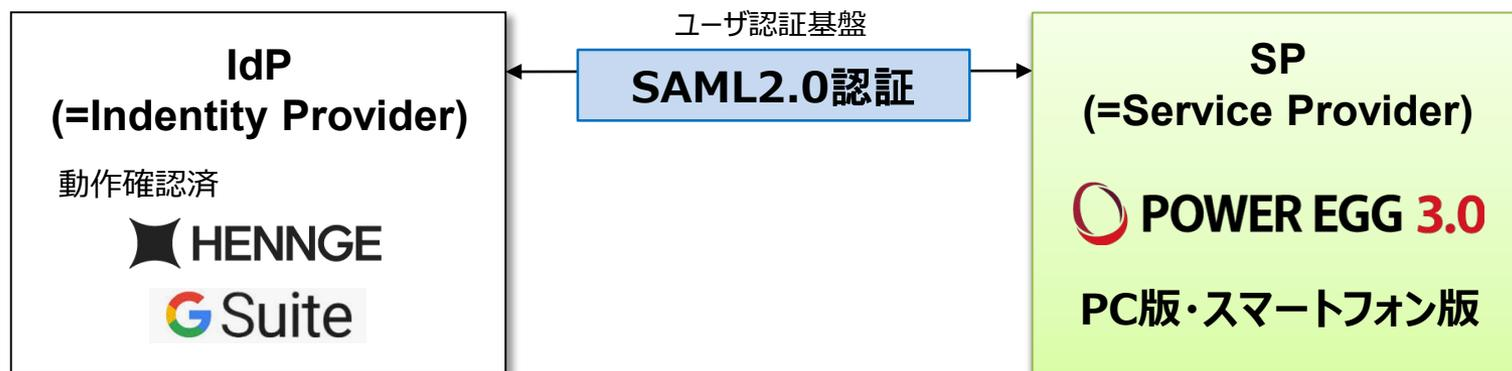 IdP
(=Indentity Provider)
動作確認済
HENNGE
G Suite
ユーザ認証基盤
SAML2.0認証
SP
(=Service Provider)
POWER EGG 3.0
PC版・スマートフォン版